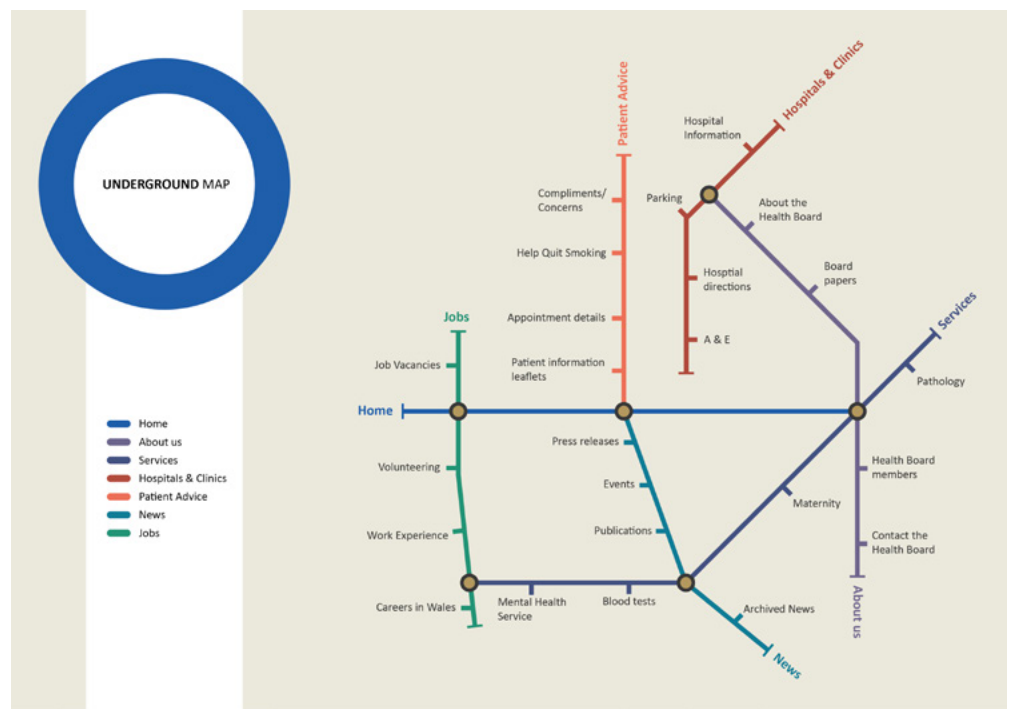 UNDERGROUND MAP
Home
About us
Services
Hospitals & Clinics
Patient Advice
News
Jobs
Patient Advice
Compliments/
Concerns
Help Quit Smoking
Appointment details
Patient information
leaflets
Hospitals & Clinics
Hospital
Information
Parking
Hosptial
directions
A & E
About the
Health Board
Board
papers
Services
Pathology
Maternity
Jobs
Job Vacancies
Home
Volunteering
Work Experience
Careers in Wales
Press releases
Events
Publications
Mental Health
Service
Blood tests
Archived News
News
Health Board
members
Contact the
Health Board
About us